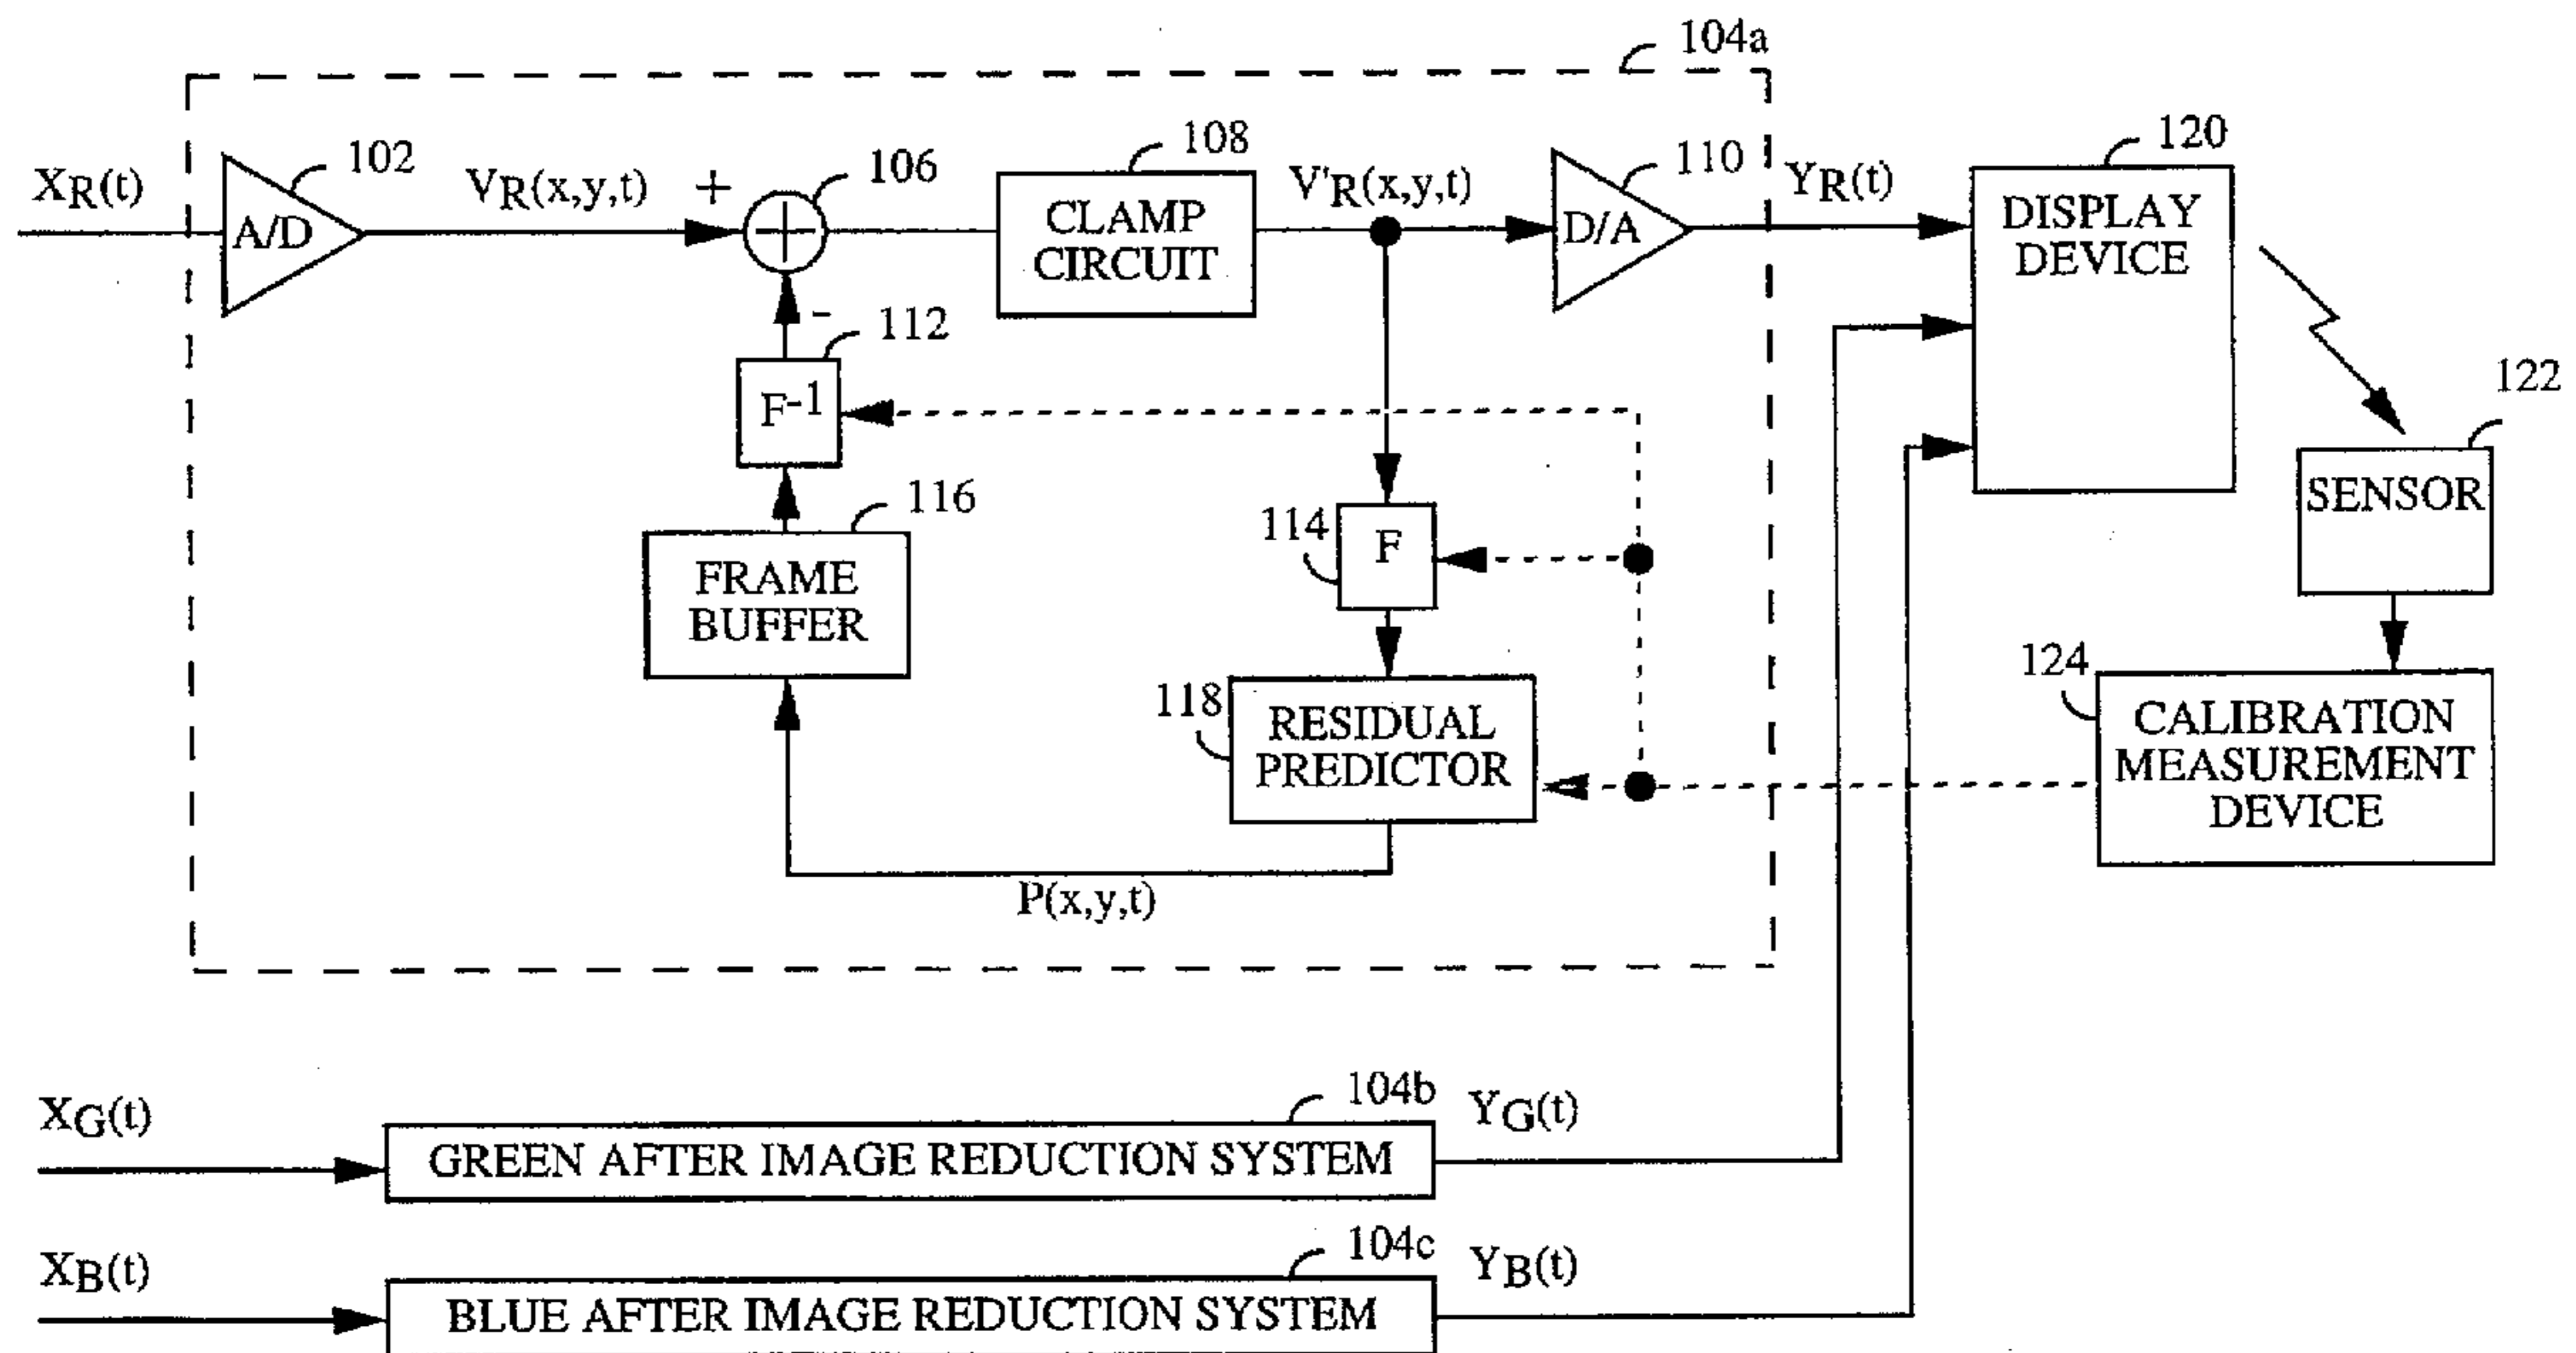 104a
XR(t)
102
A/D
VR(x,y,t)
+
106
108
CLAMP
CIRCUIT
V'R(x,y,t)
110
D/A
YR(t)
120
DISPLAY
DEVICE
-
112
F-1
122
SENSOR
116
FRAME
BUFFER
114
F
118
RESIDUAL
PREDICTOR
124
CALIBRATION
MEASUREMENT
DEVICE
P(x,y,t)
XG(t)
104b
GREEN AFTER IMAGE REDUCTION SYSTEM
YG(t)
XB(t)
104c
BLUE AFTER IMAGE REDUCTION SYSTEM
YB(t)